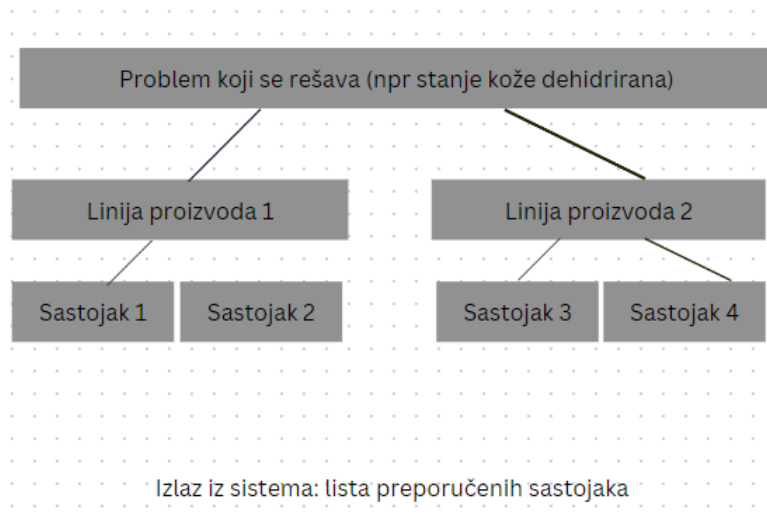 Problem koji se rešava (npr stanje kože dehidrirana)
Linija proizvoda 1
Linija proizvoda 2
Sastojak 1
Sastojak 2
Sastojak 3
Sastojak 4
Izlaz iz sistema: lista preporučenih sastojaka